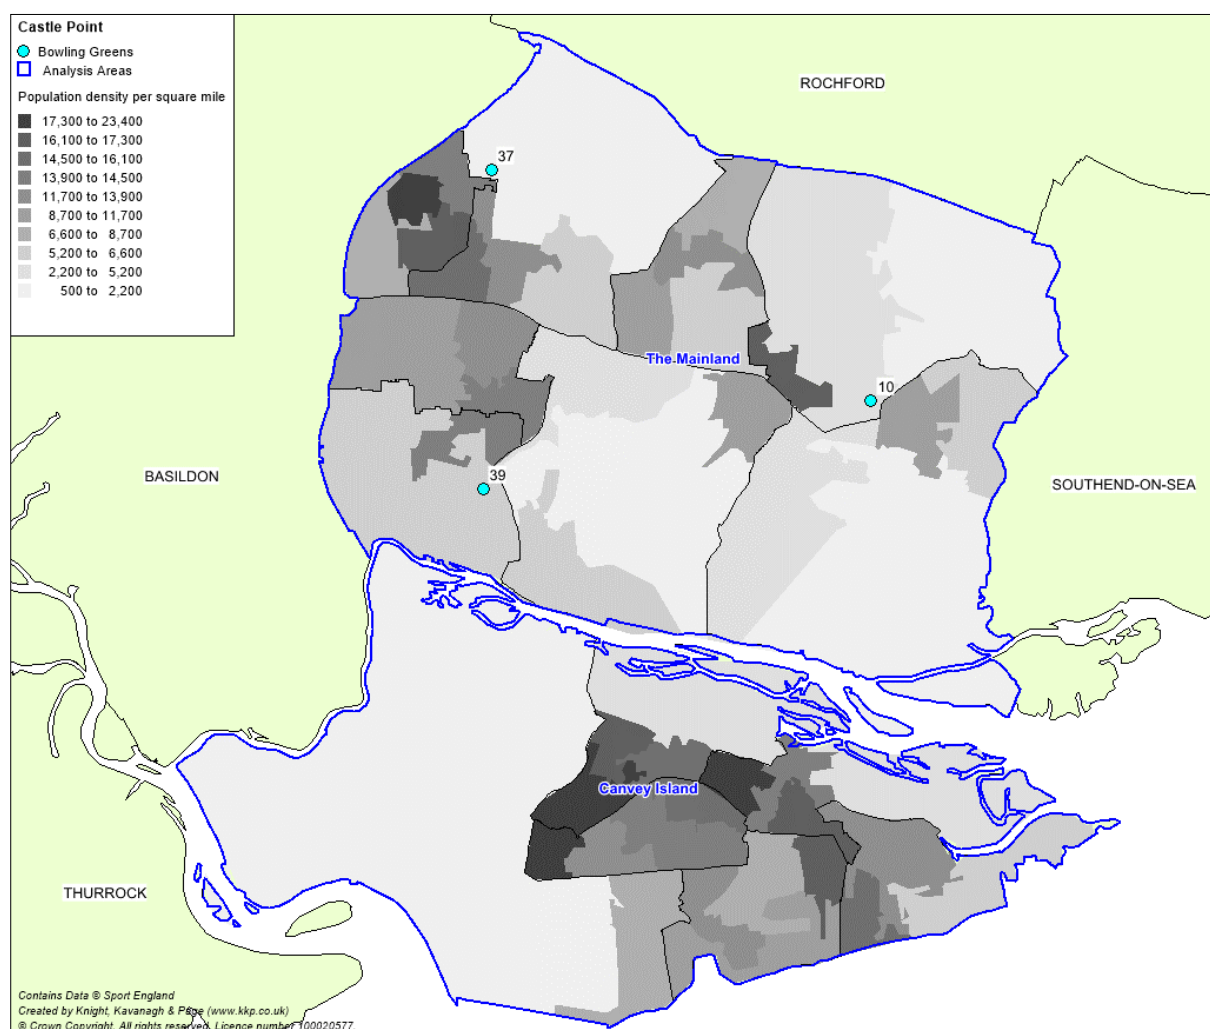 Castle Point
Bowling Greens
Analysis Areas
Population density per square mile
17,300 to 23,400
16,100 to 17,300
14,500 to 16,100
13,900 to 14,500
11,700 to 13,900
8,700 to 11,700
6,600 to 8,700
5,200 to 6,600
2,200 to 5,200
500 to 2,200
ROCHFORD
37
The Mainland
10
BASILDON
39
SOUTHEND-ON-SEA
Canvey Island
THURROCK
Contains Data © Sport England
Created by Knight, Kavanagh & Page (www.kkp.co.uk)
© Crown Copyright. All rights reserved. Licence number 100020577.